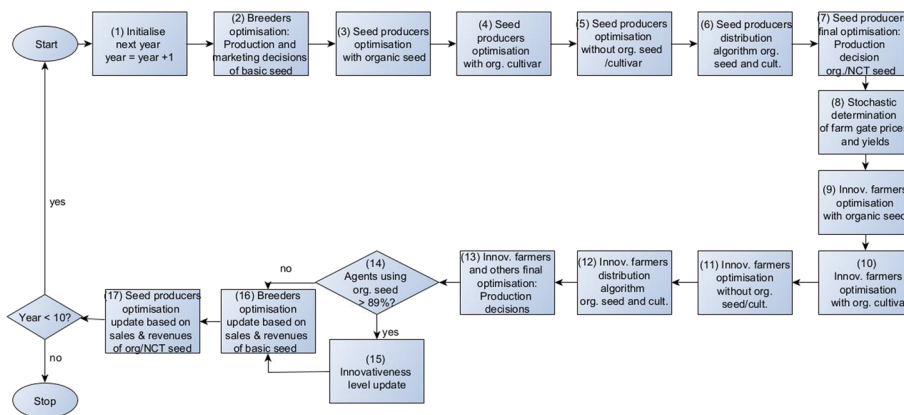 Start
(1) Initialise
next year
year = year +1
(2) Breeders
optimisation:
Production and
marketing decisions
of basic seed
(3) Seed producers
optimisation
with organic seed
(4) Seed
producers
optimisation
with org. cultivar
(5) Seed producers
optimisation
without org. seed
/cultivar
(6) Seed producers
distribution
algorithm org.
seed and cult.
(7) Seed producers
final optimisation:
Production
decision
org./NCT seed
(8) Stochastic
determination
of farm gate prices
and yields
(9) Innov. farmers
optimisation
with organic seed
(10)
Innov. farmers
optimisation
with org. cultivar
(11) Innov. farmers
optimisation
without org.
seed/cult.
(12) Innov. farmers
distribution
algorithm
org. seed and cult.
(13) Innov. farmers
and others final
optimisation:
Production
decisions
(14)
Agents using
org. seed
> 89%?
no
yes
(15)
Innovativeness
level update
(16) Breeders
optimisation
update based on
sales & revenues
of basic seed
(17) Seed producers
optimisation
update based on
sales & revenues
of org/NCT seed
Year < 10?
yes
no
Stop